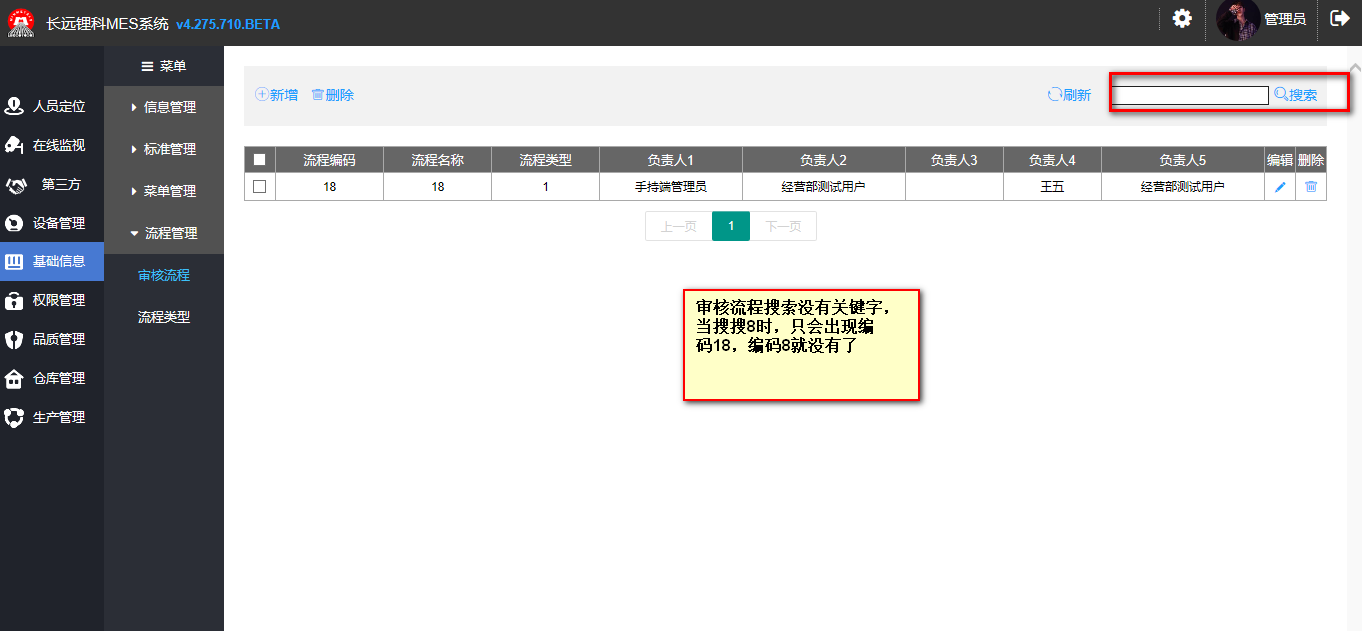 长远锂科MES系统 v4.275.710.BETA
管理员
菜单
人员定位
在线监视
第三方
设备管理
基础信息
权限管理
品质管理
仓库管理
生产管理
信息管理
标准管理
菜单管理
流程管理
审核流程
流程类型
新增 删除 刷新 搜索
流程编码 流程名称 流程类型 负责人1 负责人2 负责人3 负责人4 负责人5 编辑 删除
18 18 1 手持端管理员 经营部测试用户 王五 经营部测试用户
上一页 1 下一页
审核流程搜索没有关键字，
当搜搜8时，只会出现编
码18，编码8就没有了